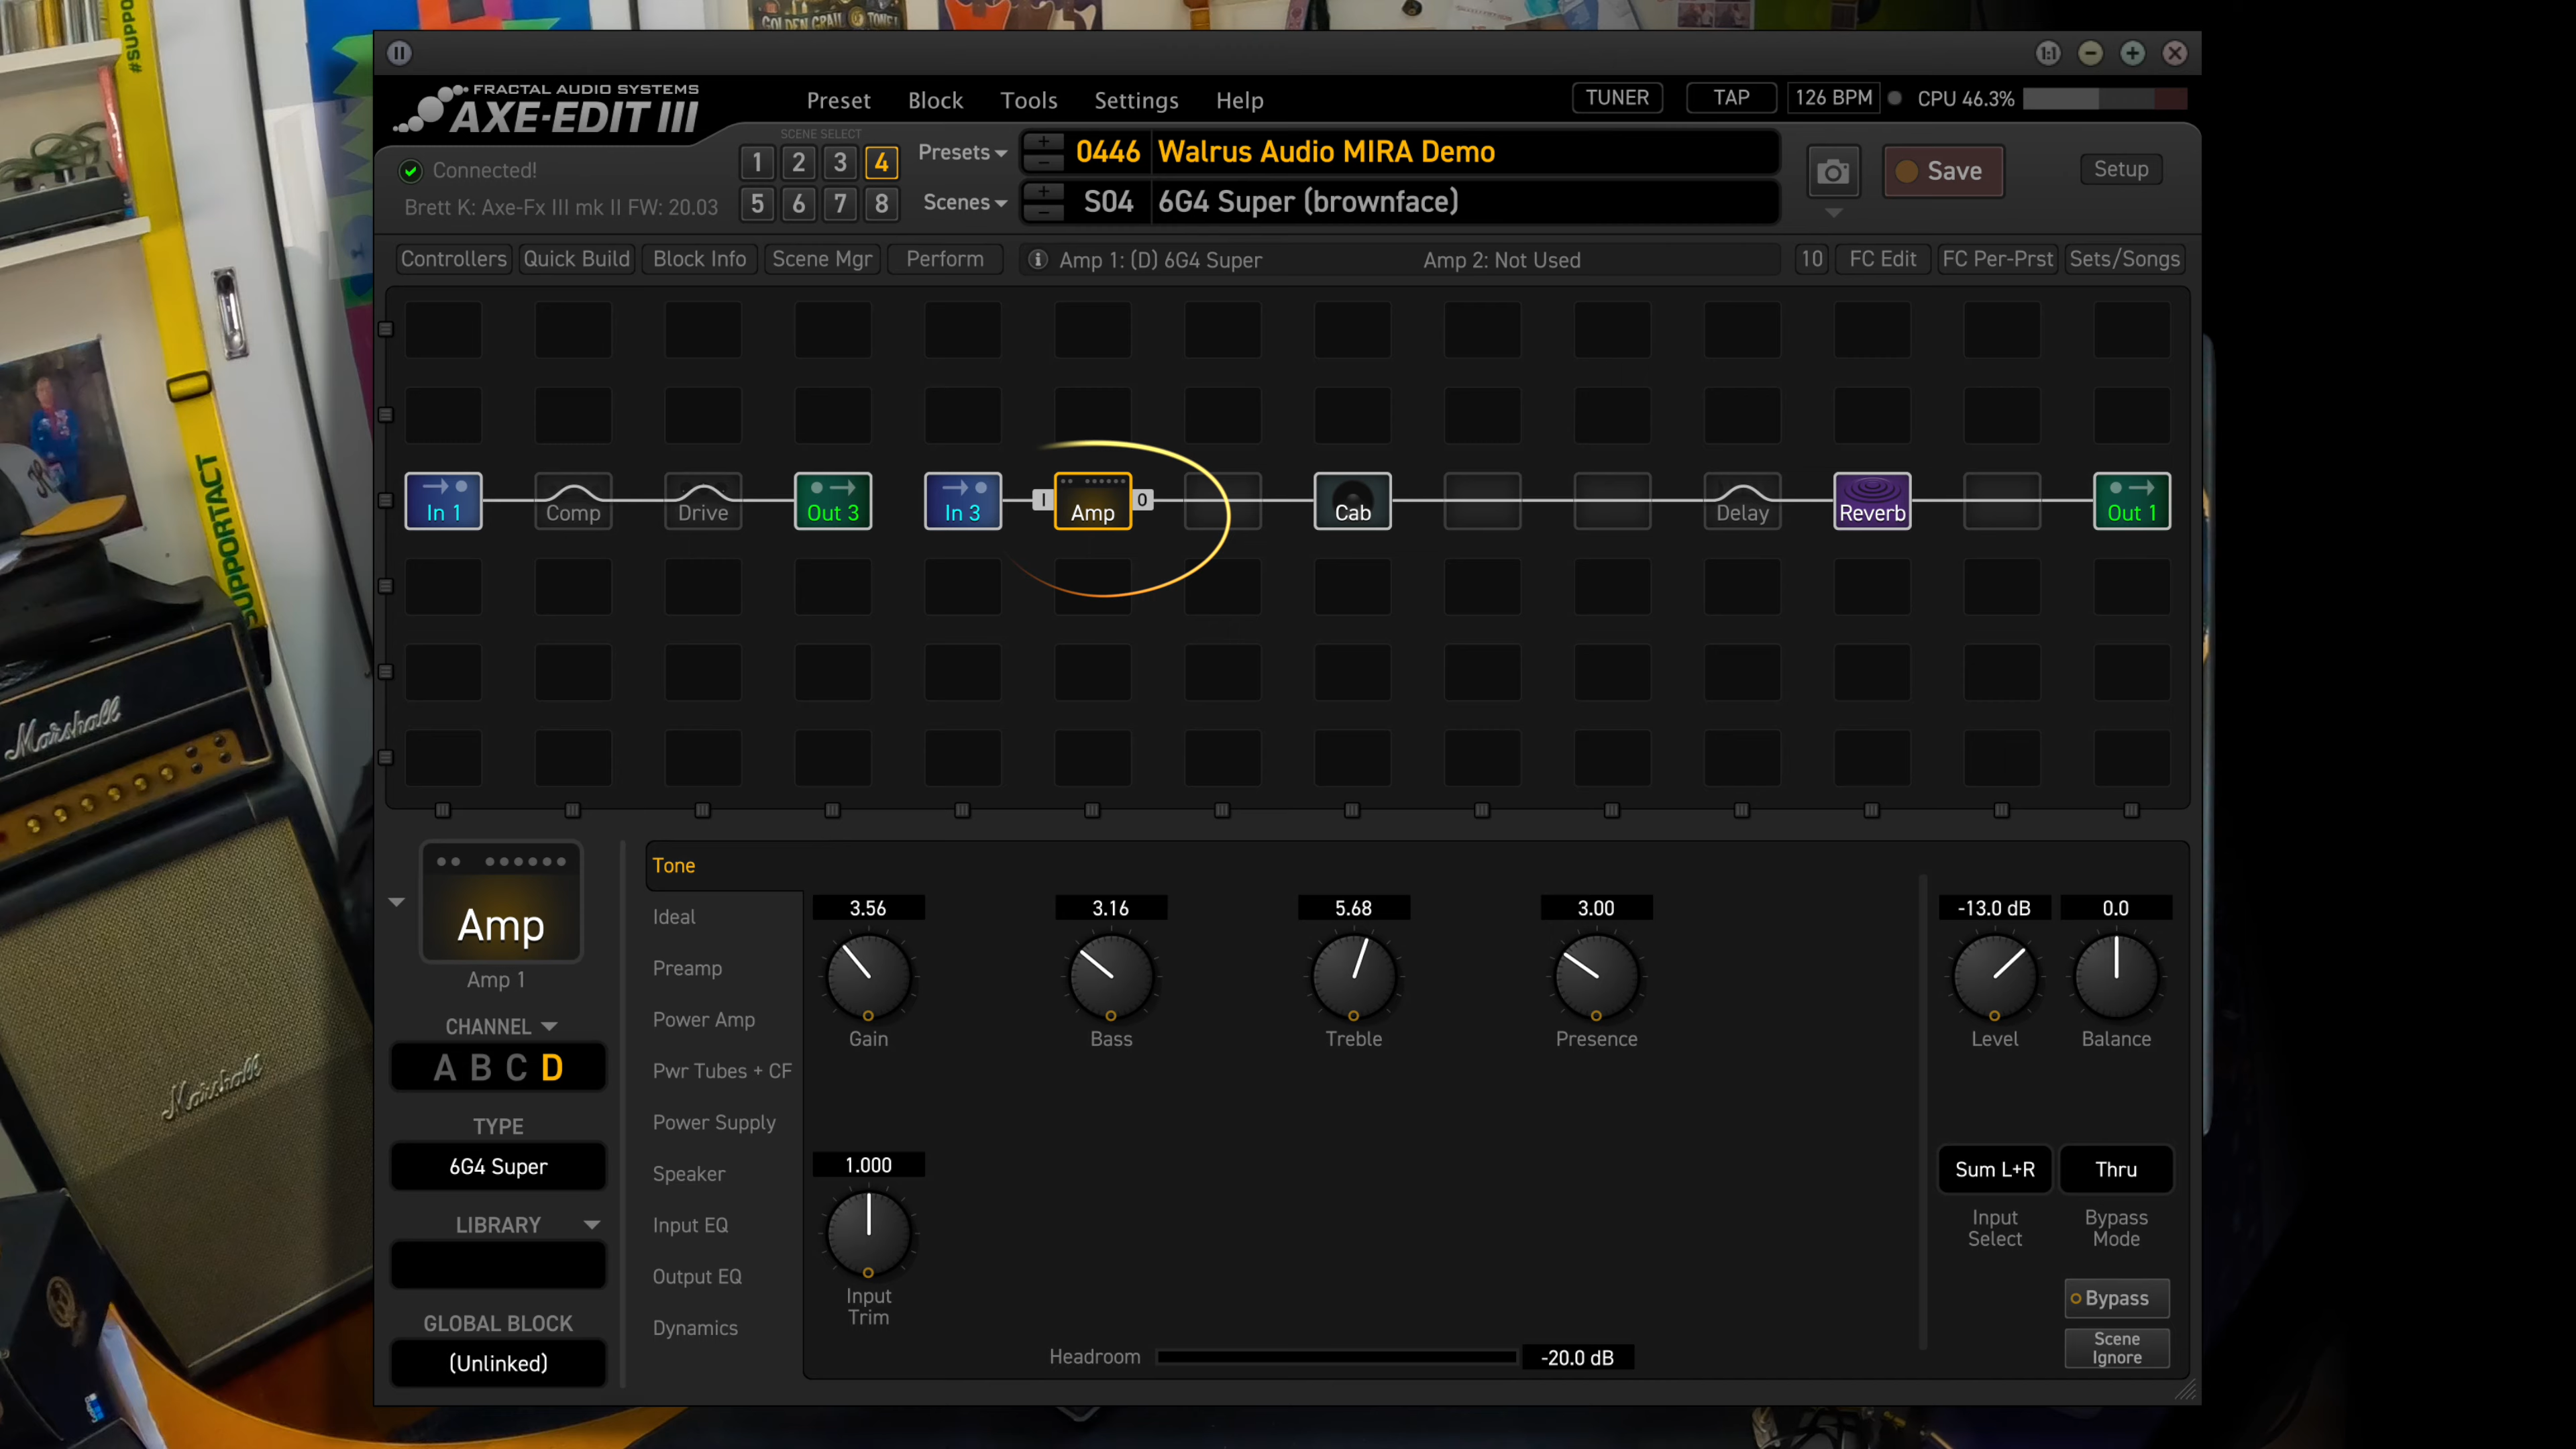 #SUPPO
GOLDEN GRAIL TONE!
1:1
FRACTAL AUDIO SYSTEMS
AXE-EDIT III
Preset Block Tools Settings Help
TUNER TAP 126 BPM CPU 46.3%
SCENE SELECT
Connected!
Brett K: Axe-Fx III mk II FW: 20.03
1 2 3 4
5 6 7 8
Presets + - 0446 Walrus Audio MIRA Demo
Scenes + - S04 6G4 Super (brownface)
Save
Setup
Controllers Quick Build Block Info Scene Mgr Perform
Amp 1: (D) 6G4 Super Amp 2: Not Used
10 FC Edit FC Per-Prst Sets/Songs
In 1 Comp Drive Out 3 In 3 I Amp O Cab Delay Reverb Out 1
SUPPORTACT
Marshall
Marshall
Amp
Amp 1
CHANNEL
A B C D
TYPE
6G4 Super
LIBRARY
GLOBAL BLOCK
(Unlinked)
Tone
Ideal
Preamp
Power Amp
Pwr Tubes + CF
Power Supply
Speaker
Input EQ
Output EQ
Dynamics
3.56 3.16 5.68 3.00
Gain Bass Treble Presence
1.000
Input
Trim
Headroom -20.0 dB
-13.0 dB 0.0
Level Balance
Sum L+R Thru
Input Bypass
Select Mode
Bypass
Scene
Ignore